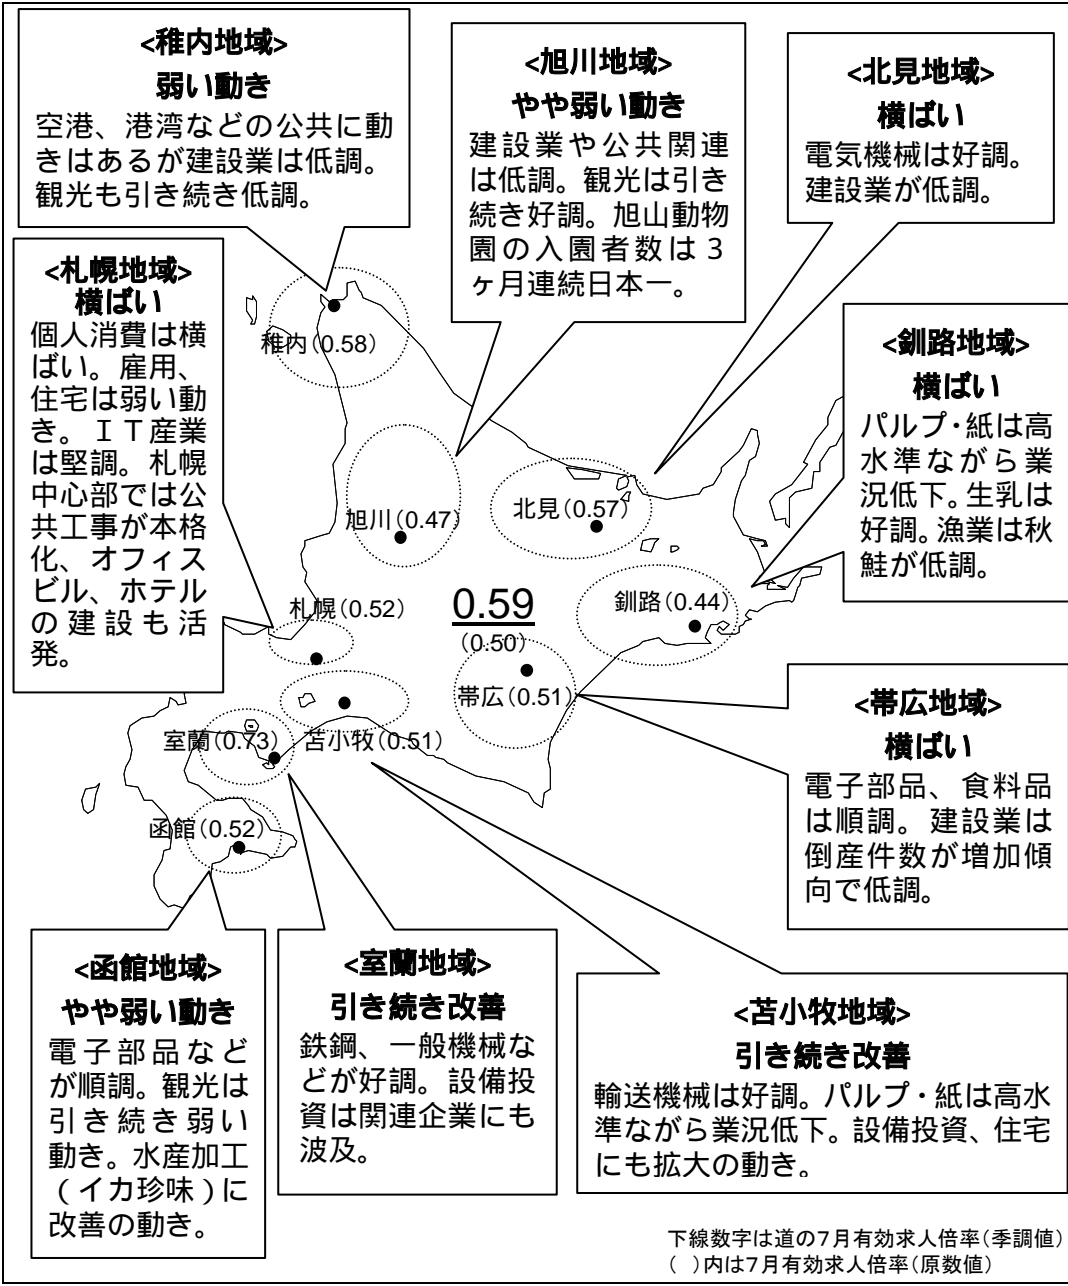 <稚内地域>
弱い動き
空港、港湾などの公共に動
きはあるが建設業は低調。
観光も引き続き低調。
<旭川地域>
やや弱い動き
建設業や公共関連
は低調。観光は引き
続き好調。旭山動物
園の入園者数は3
ヶ月連続日本一。
<北見地域>
横ばい
電気機械は好調。
建設業が低調。
<札幌地域>
横ばい
個人消費は横
ばい。雇用、
住宅は弱い動
き。IT産業
は堅調。札幌
中心部では公
共工事が本格
化、オフィス
ビル、ホテル
の建設も活
発。
<釧路地域>
横ばい
パルプ・紙は高
水準ながら業
況低下。生乳は
好調。漁業は秋
鮭が低調。
稚内(0.58)
旭川(0.47)
北見(0.57)
札幌(0.52)
0.59
(0.50)
釧路(0.44)
帯広(0.51)
室蘭(0.73)
苫小牧(0.51)
函館(0.52)
<帯広地域>
横ばい
電子部品、食料品
は順調。建設業は
倒産件数が増加傾
向で低調。
<函館地域>
やや弱い動き
電子部品など
が順調。観光は
引き続き弱い
動き。水産加工
(イカ珍味)に
改善の動き。
<室蘭地域>
引き続き改善
鉄鋼、一般機械な
どが好調。設備投
資は関連企業にも
波及。
<苫小牧地域>
引き続き改善
輸送機械は好調。パルプ・紙は高水
準ながら業況低下。設備投資、住宅
にも拡大の動き。
下線数字は道の7月有効求人倍率(季調値)
( )内は7月有効求人倍率(原数値)